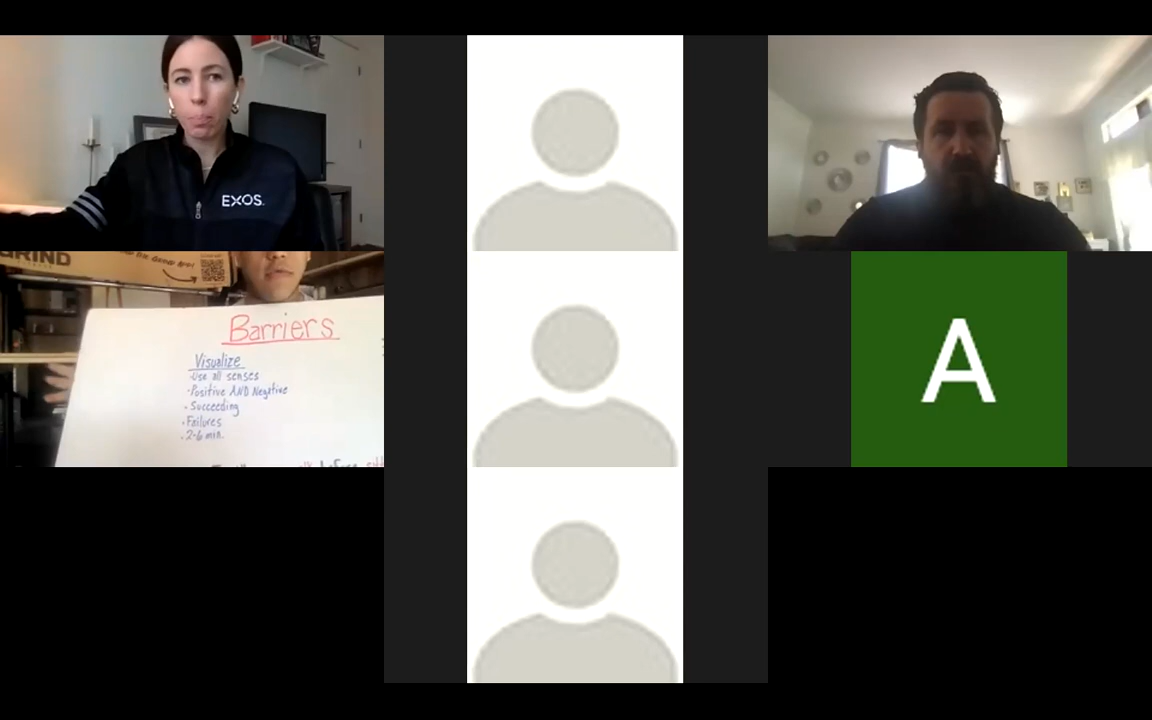 EXOS
GRIND
Barriers
Visualize
• Use all senses
• Positive AND Negative
• Succeeding
• Failures
• 2-6 min.
A